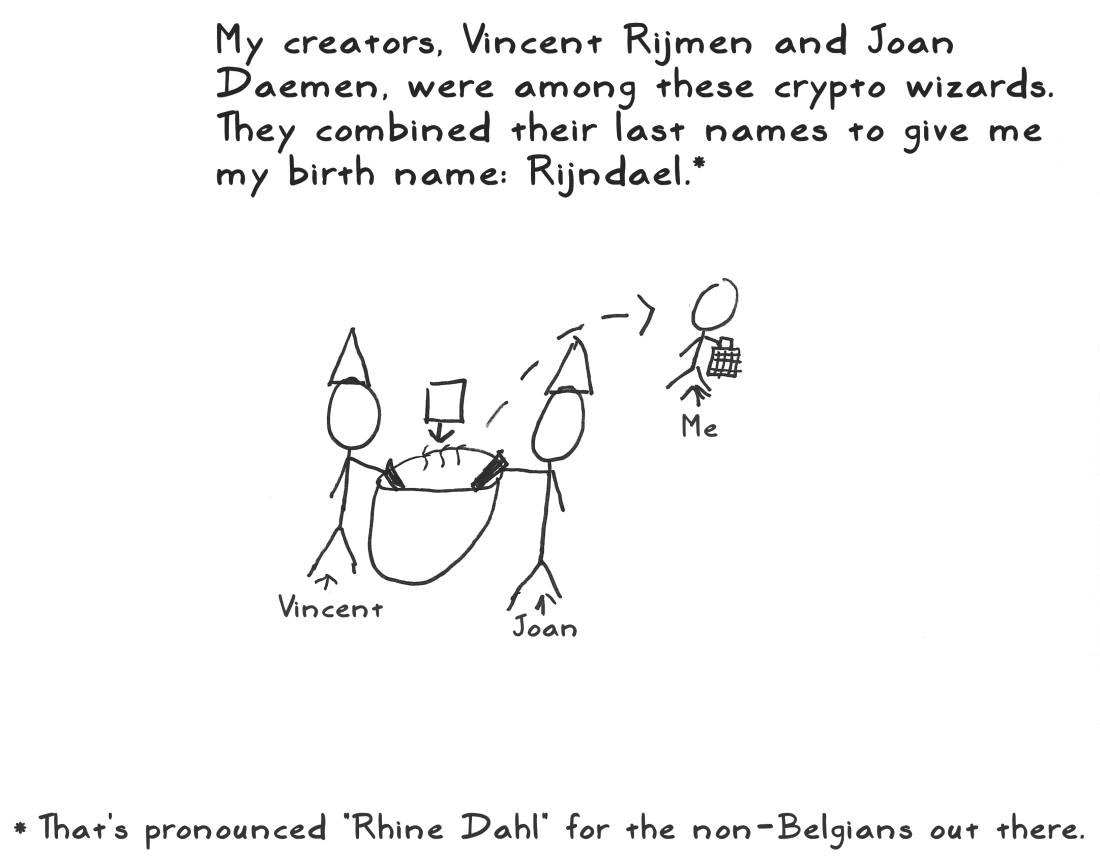 My creators, Vincent Rijmen and Joan
Daemen, were among these crypto wizards.
They combined their last names to give me
my birth name: Rijndael.*
Me
Vincent
Joan
* That's pronounced "Rhine Dahl" for the non-Belgians out there.